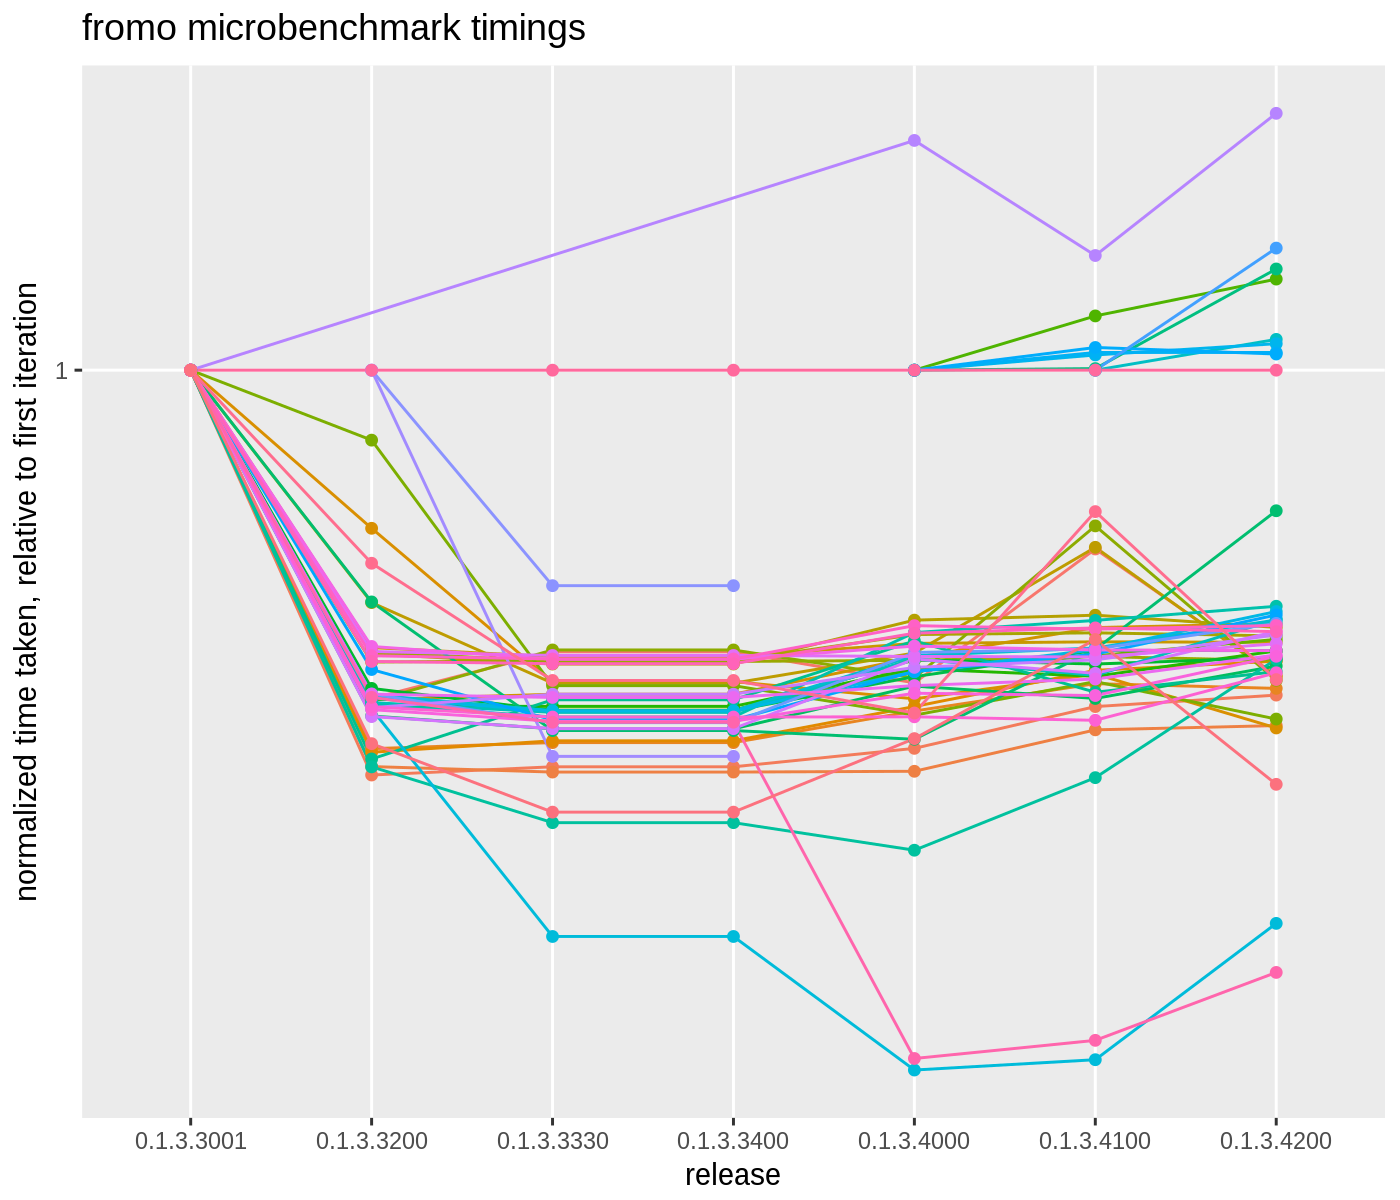 fromo microbenchmark timings
normalized time taken, relative to first iteration
1
0.1.3.3001 0.1.3.3200 0.1.3.3330 0.1.3.3400 0.1.3.4000 0.1.3.4100 0.1.3.4200
release